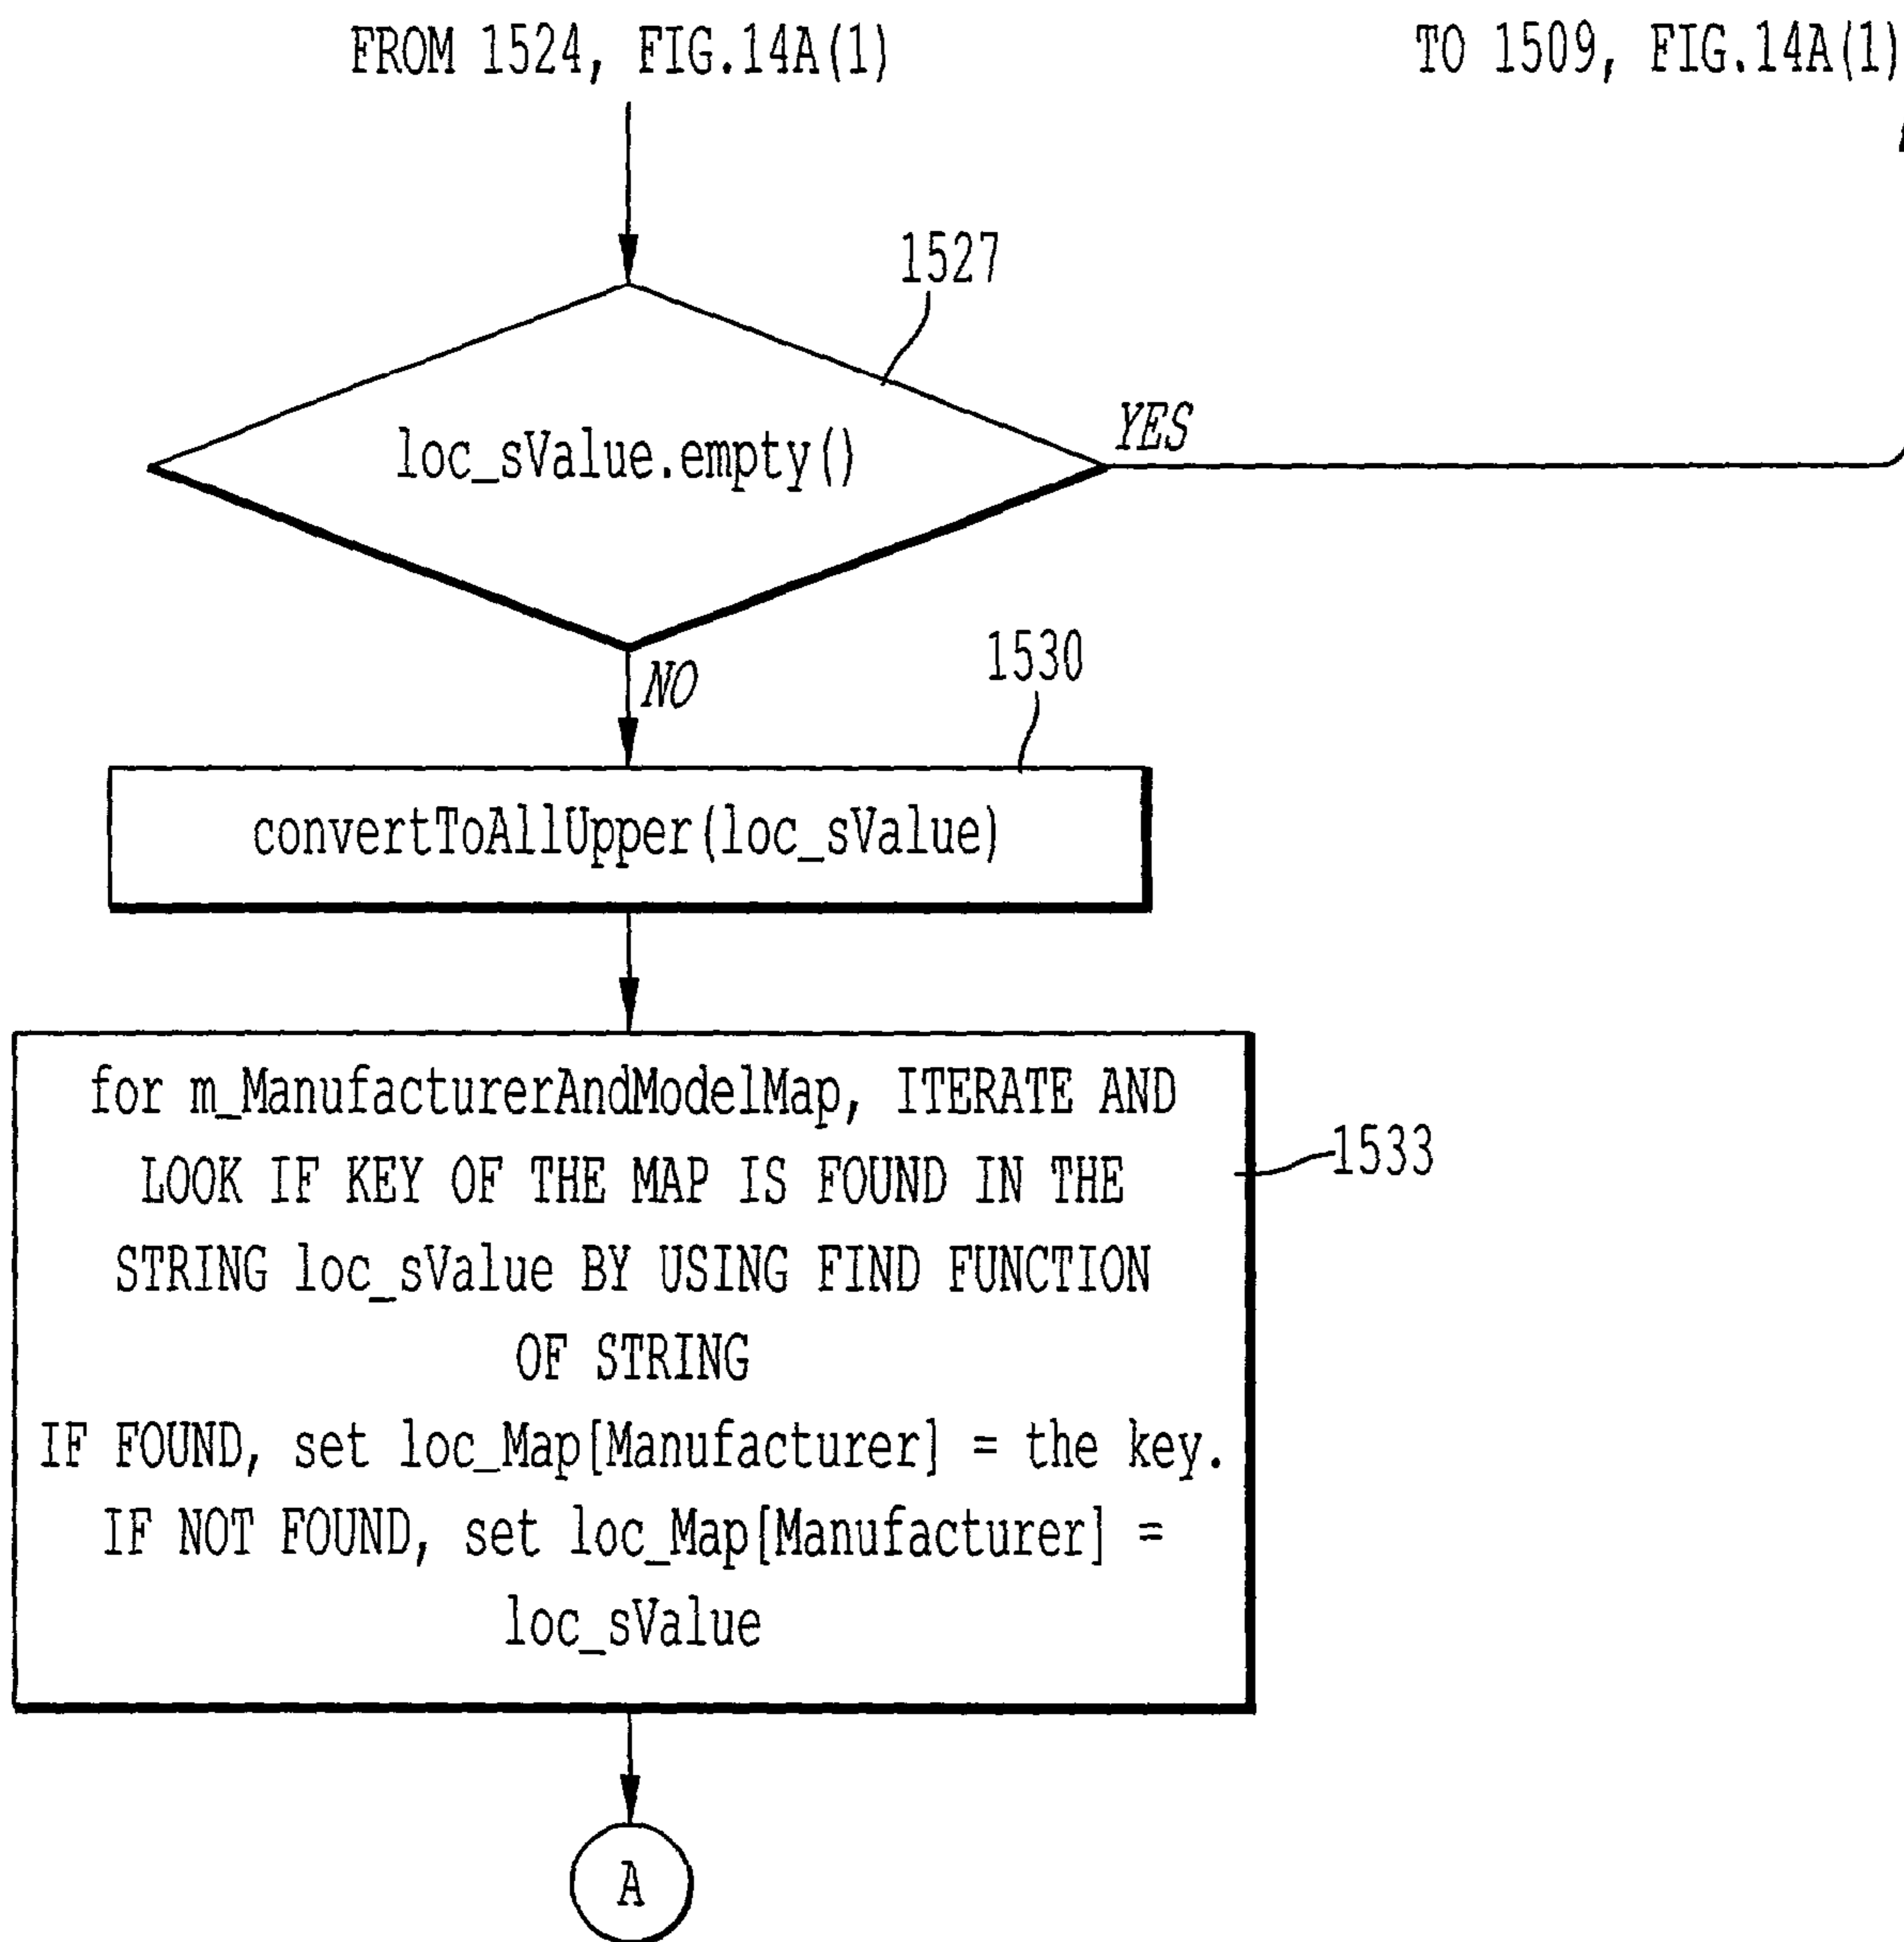 FROM 1524, FIG.14A(1)
TO 1509, FIG.14A(1)
1527
loc_sValue.empty()
YES
NO
1530
convertToAllUpper(loc_sValue)
for m_ManufacturerAndModelMap, ITERATE AND
LOOK IF KEY OF THE MAP IS FOUND IN THE
STRING loc_sValue BY USING FIND FUNCTION
OF STRING
IF FOUND, set loc_Map[Manufacturer] = the key.
IF NOT FOUND, set loc_Map[Manufacturer] =
loc_sValue
1533
A